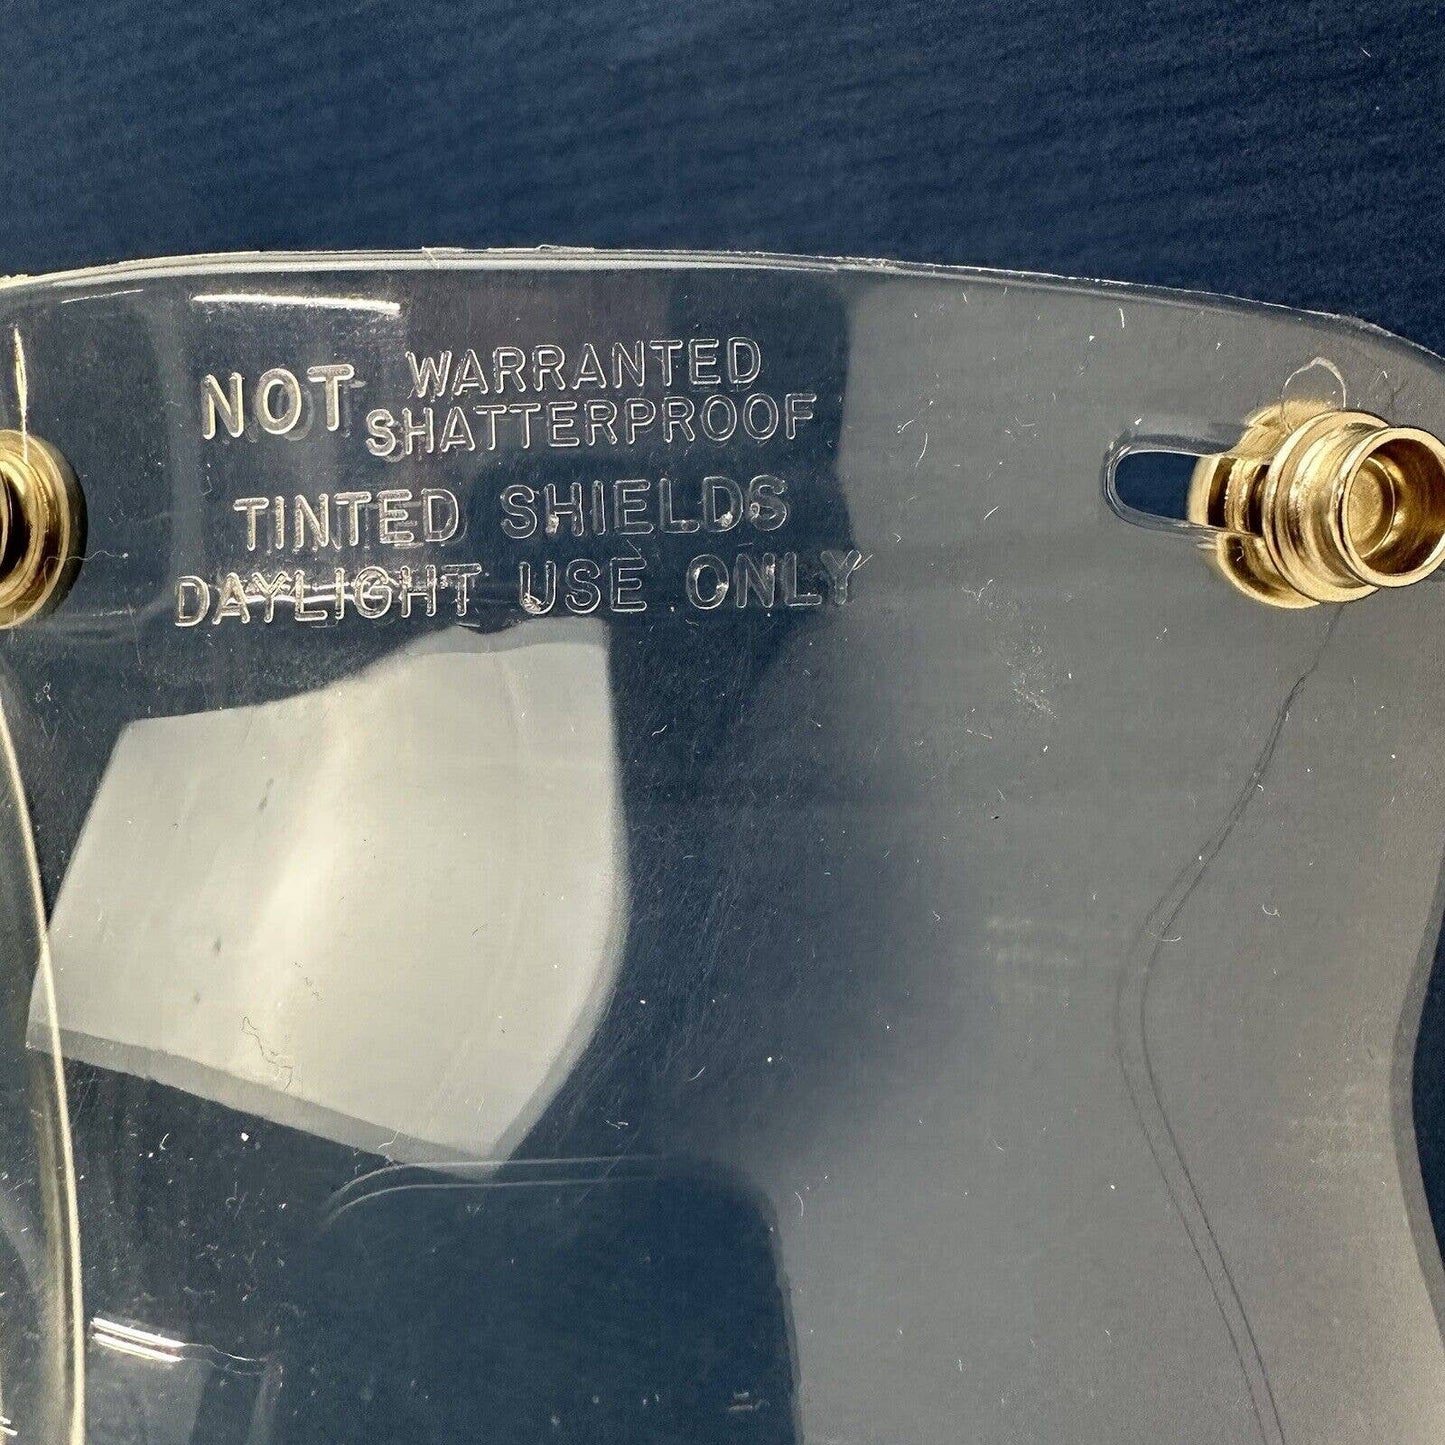 NOT WARRANTED
SHATTERPROOF
TINTED SHIELDS
DAYLIGHT USE ONLY